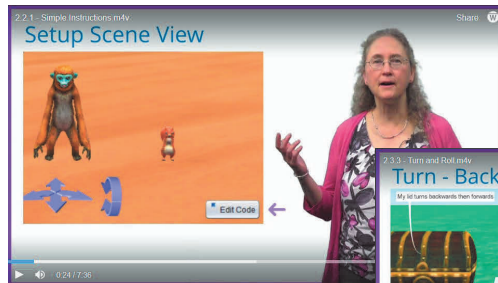 2.2.1 - Simple Instructions.m4v
Share
Setup Scene View
Edit Code
0:24 / 7:36
2.3.3 - Turn and Roll.m4v
Turn - Back
My lid turns backwards then forwards